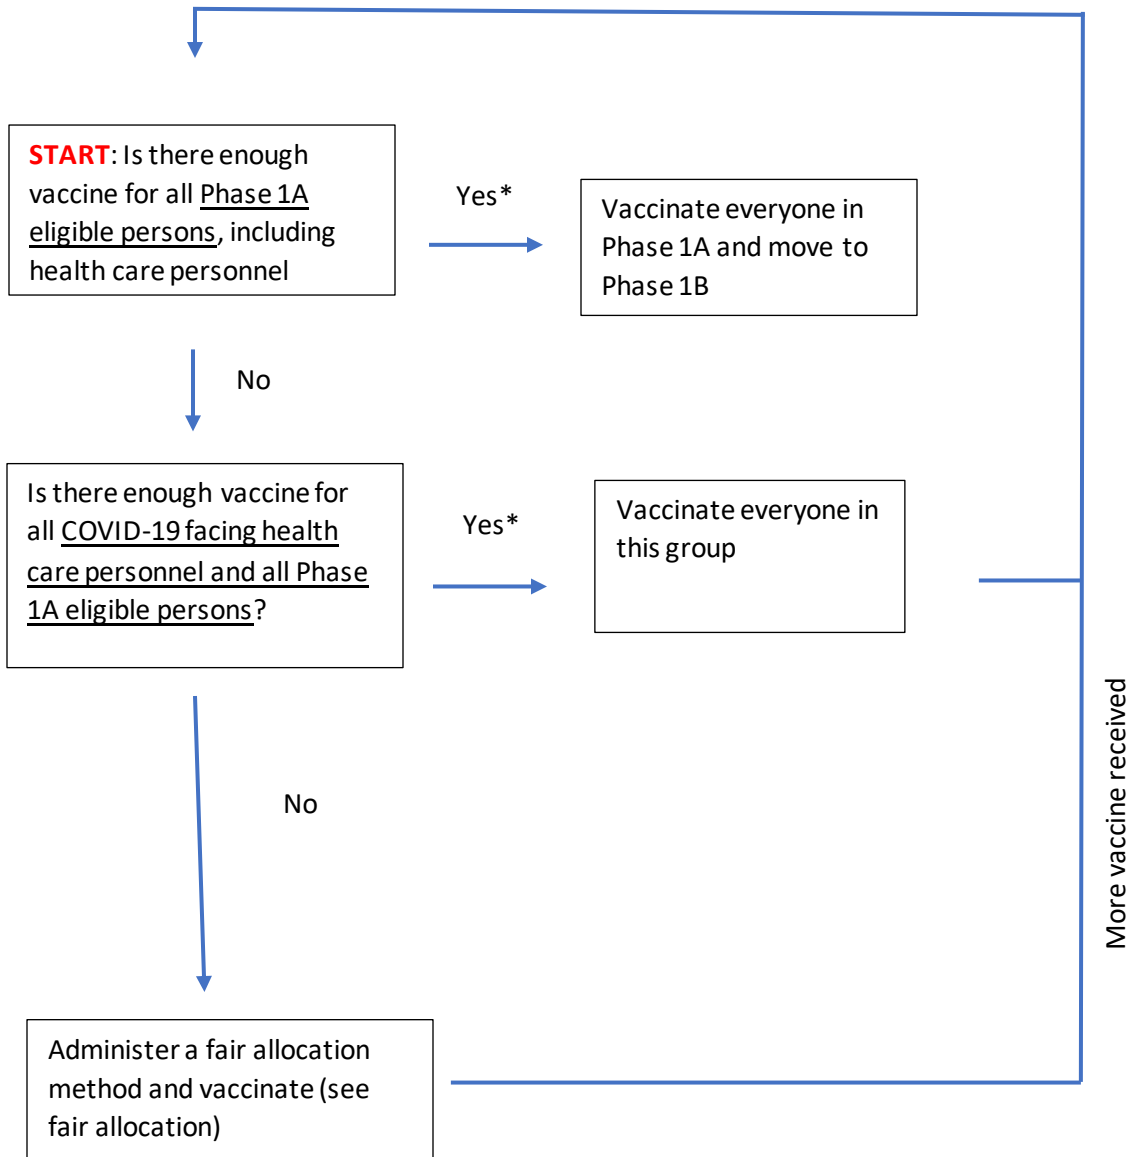 START: Is there enough
vaccine for all Phase 1A
eligible persons, including
health care personnel
Yes*
Vaccinate everyone in
Phase 1A and move to
Phase 1B
No
Is there enough vaccine for
all COVID-19 facing health
care personnel and all Phase
1A eligible persons?
Yes*
Vaccinate everyone in
this group
No
More vaccine received
Administer a fair allocation
method and vaccinate (see
fair allocation)